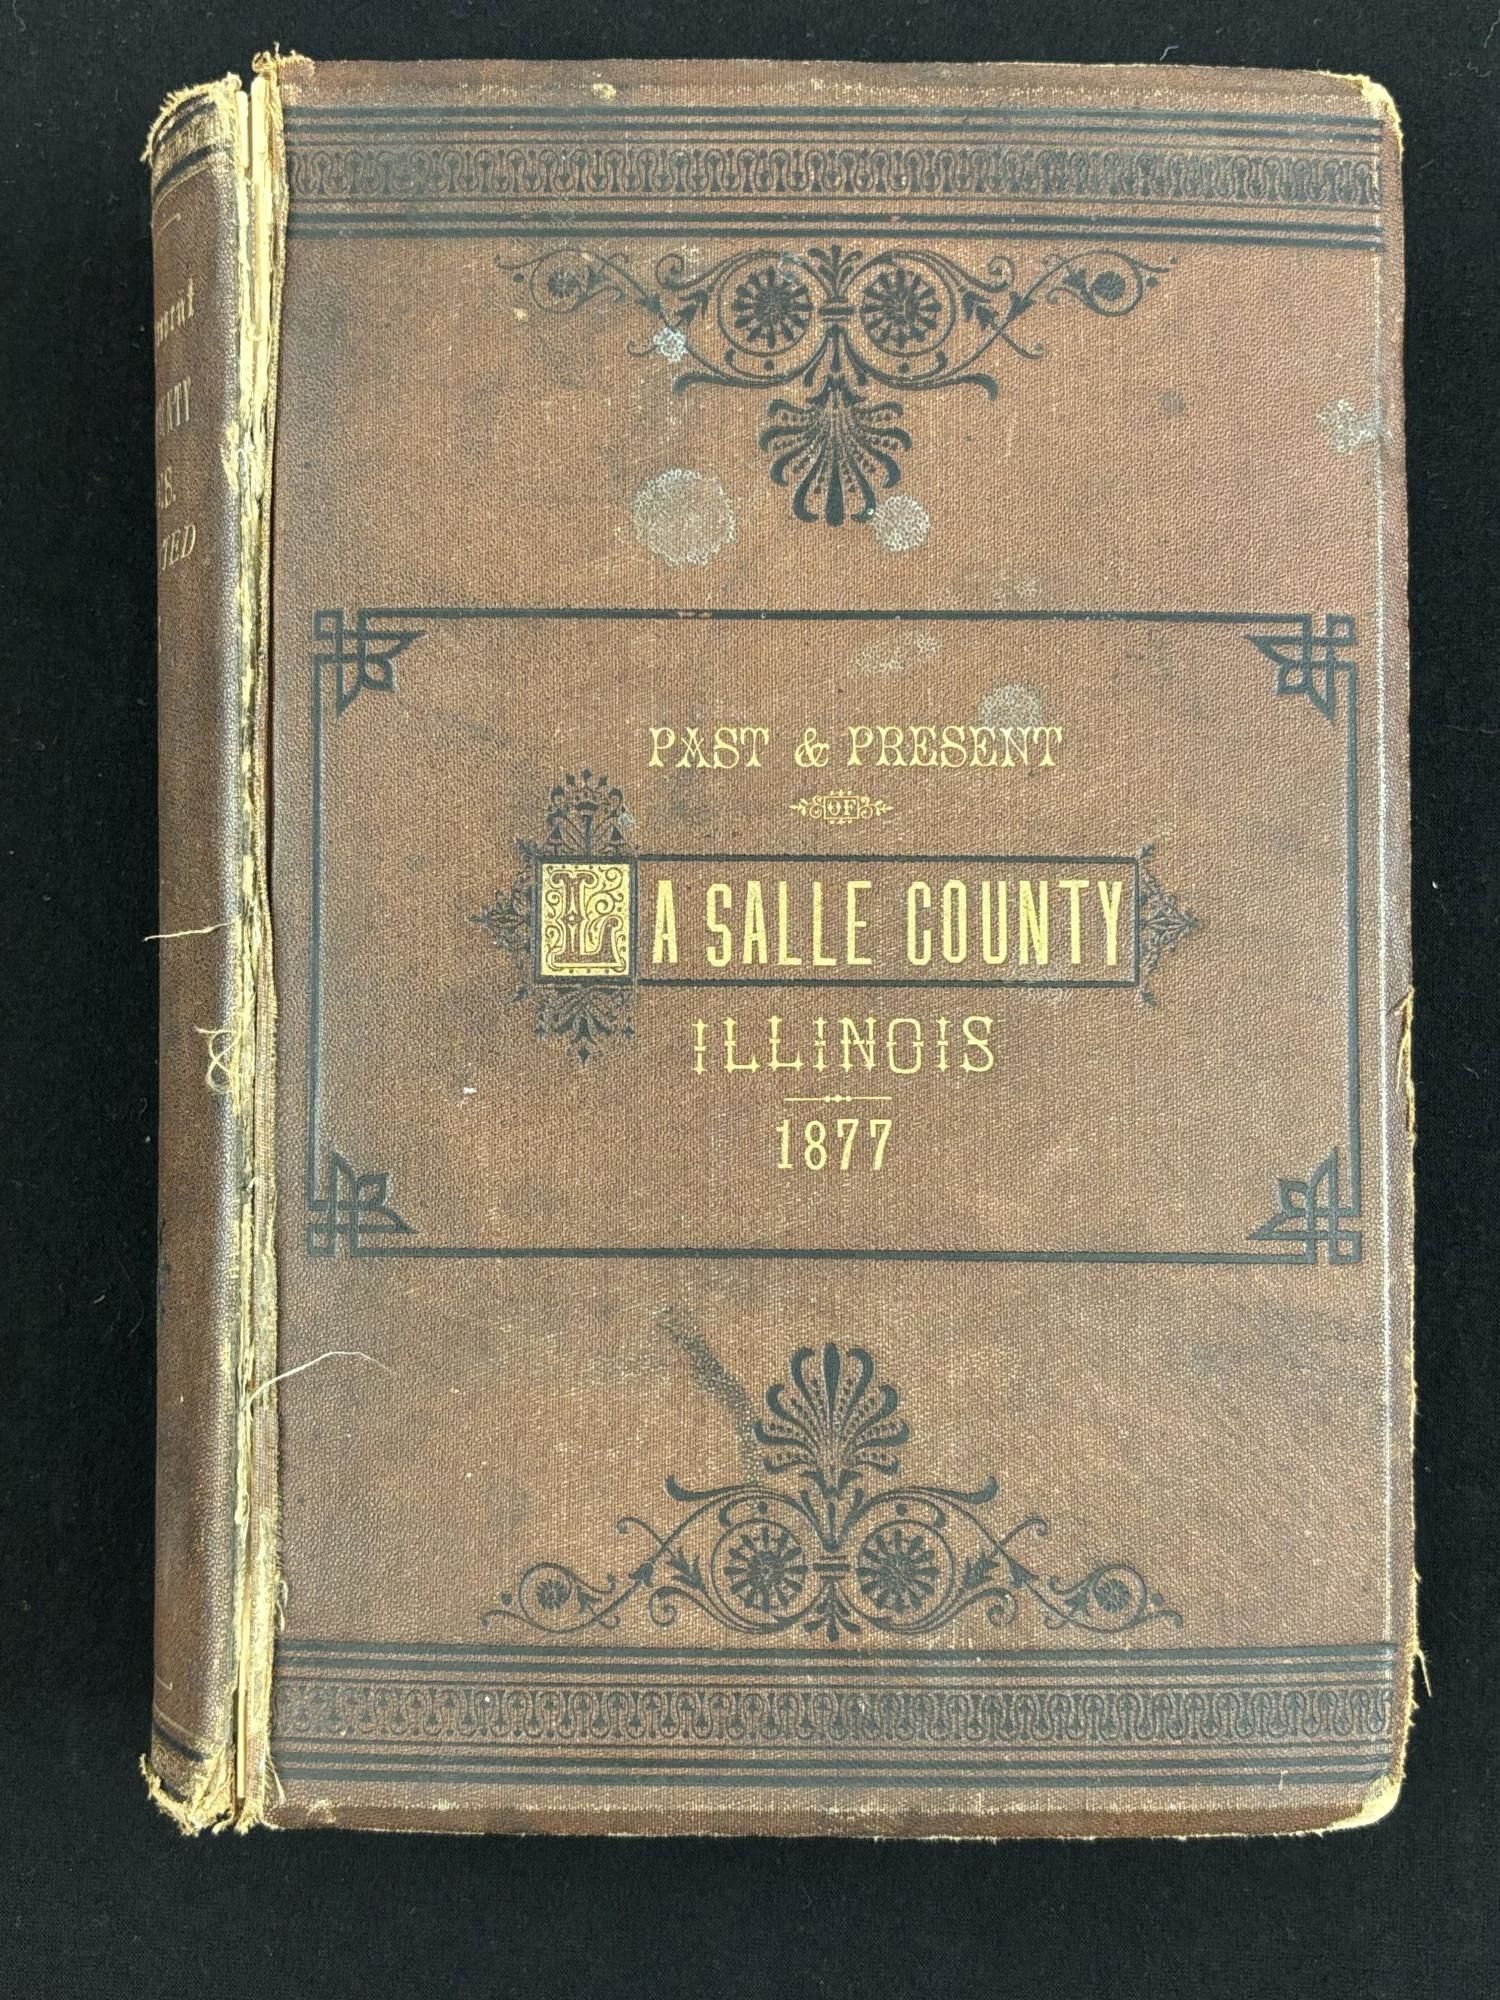 PAST & PRESENT
OF
LA SALLE COUNTY
ILLINOIS
1877